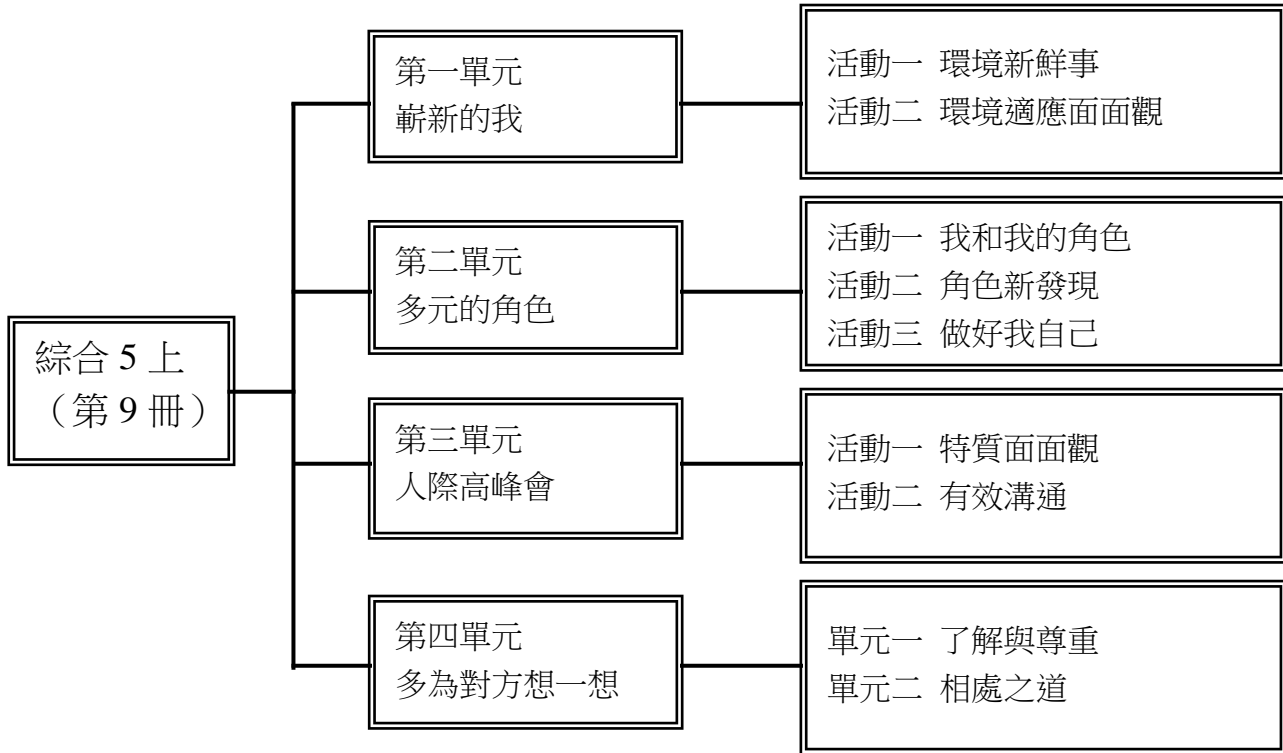 綜合 5 上
（第 9 冊）
第一單元
嶄新的我
活動一 環境新鮮事
活動二 環境適應面面觀
第二單元
多元的角色
活動一 我和我的角色
活動二 角色新發現
活動三 做好我自己
第三單元
人際高峰會
活動一 特質面面觀
活動二 有效溝通
第四單元
多為對方想一想
單元一 了解與尊重
單元二 相處之道